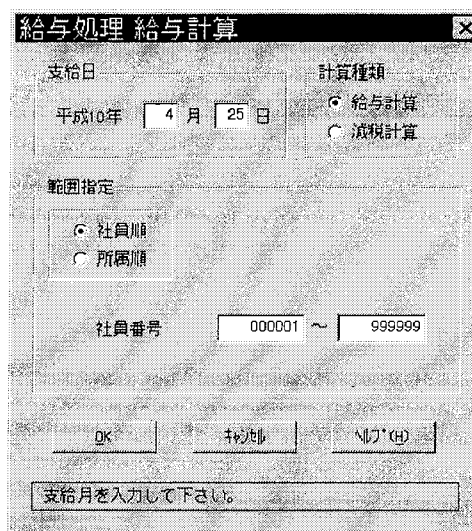 給与処理 給与計算
支給日
平成10年 4 月 25 日
計算種類
給与計算
減税計算
範囲指定
社員順
所属順
社員番号 000001 ～ 999999
OK キャンセル ヘルプ(H)
支給月を入力して下さい。